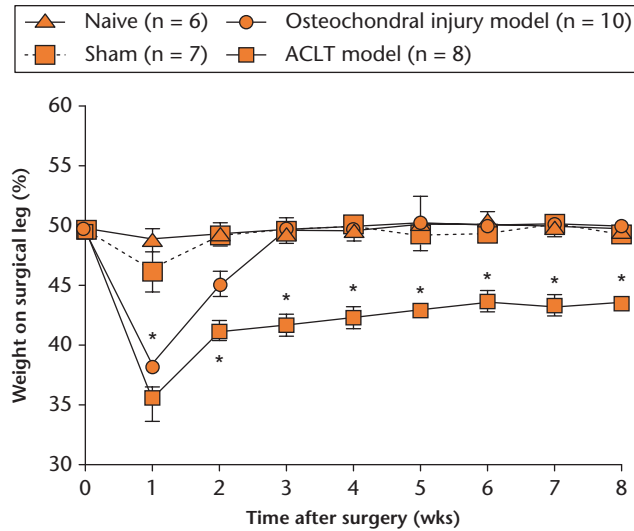 Naive (n = 6) Osteochondral injury model (n = 10)
Sham (n = 7) ACLT model (n = 8)
60
55
50
45
40
35
30
Weight on surgical leg (%)
* * * * * * * *
0 1 2 3 4 5 6 7 8
Time after surgery (wks)